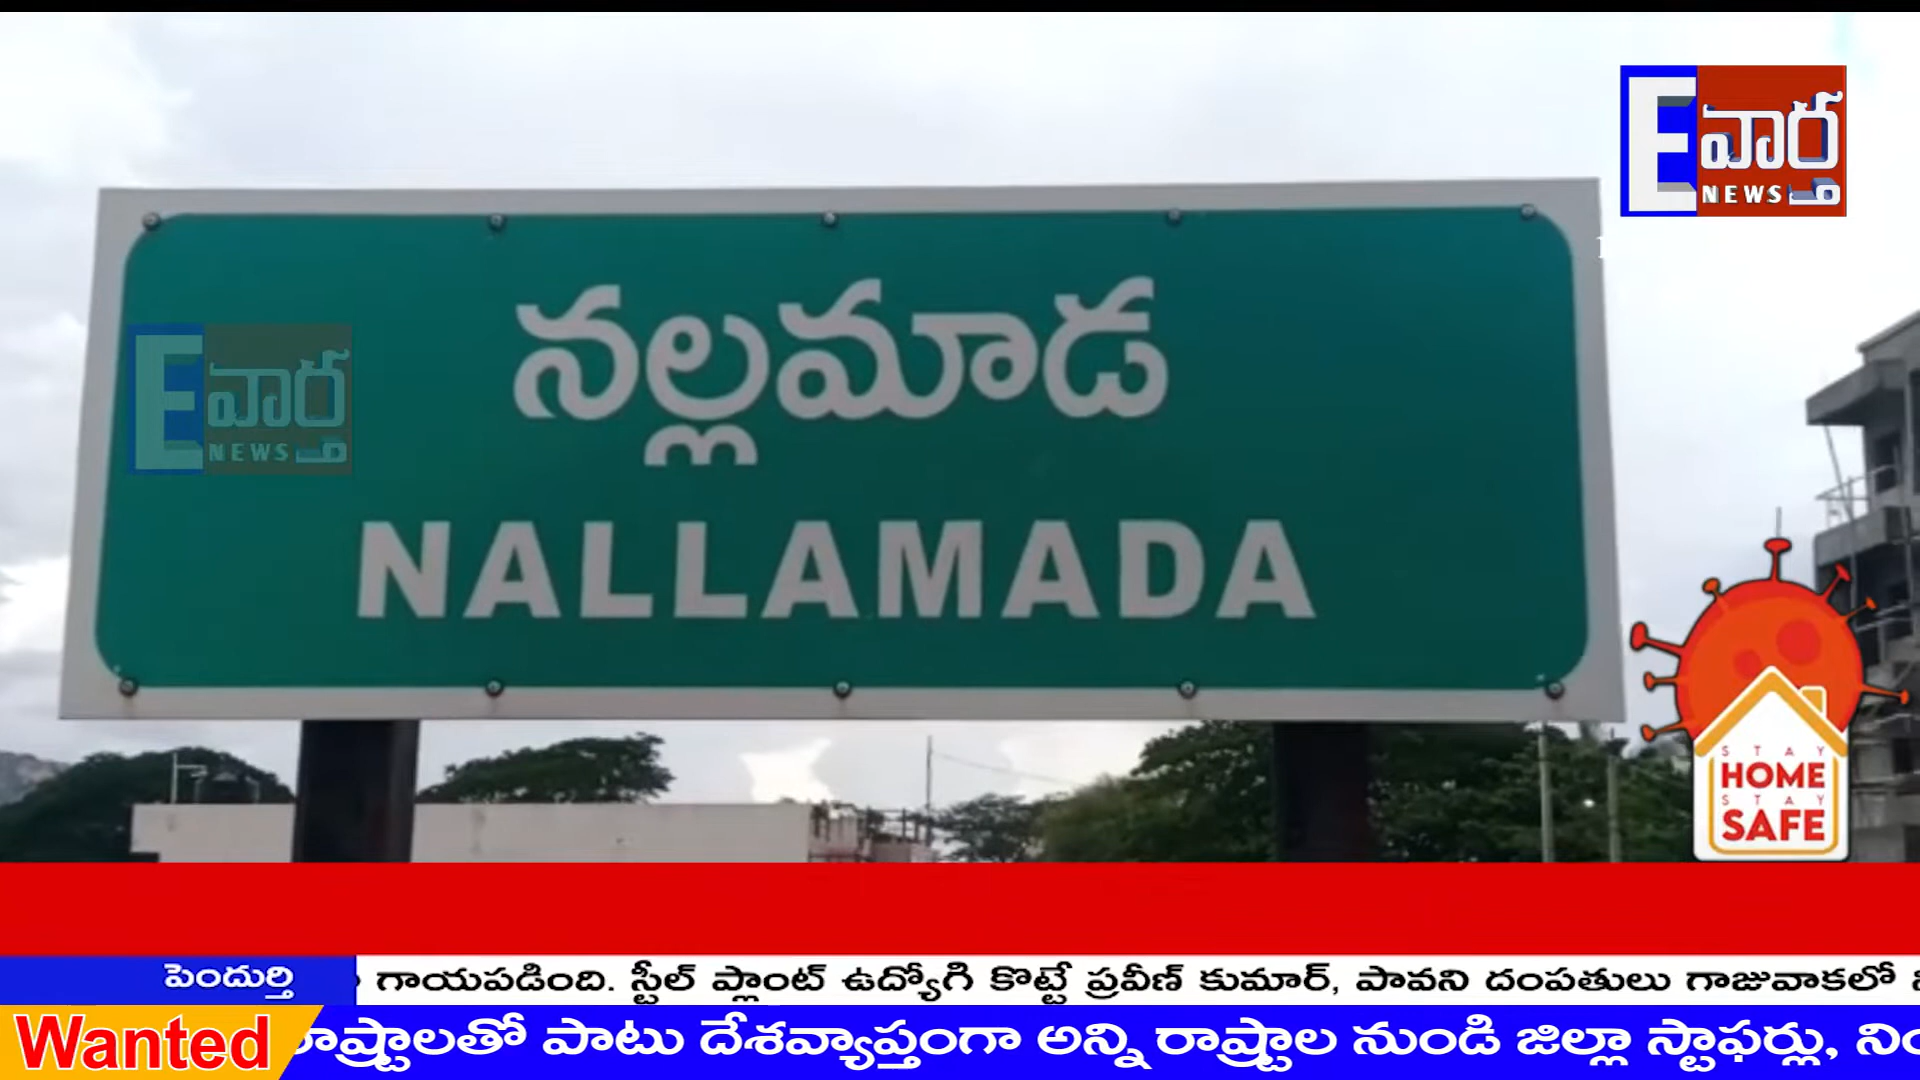 E వార్త
NEWS
నల్లమాడ
E వార్త
NEWS
NALLAMADA
STAY
HOME
STAY
SAFE
పెందుర్తి
గాయపడింది. స్టీల్ ప్లాంట్ ఉద్యోగి కొట్టే ప్రవీణ్ కుమార్, పావని దంపతులు గాజువాకలో
Wanted
రాష్ట్రాలతో పాటు దేశవ్యాప్తంగా అన్ని రాష్ట్రాల నుండి జిల్లా స్టాఫర్లు,